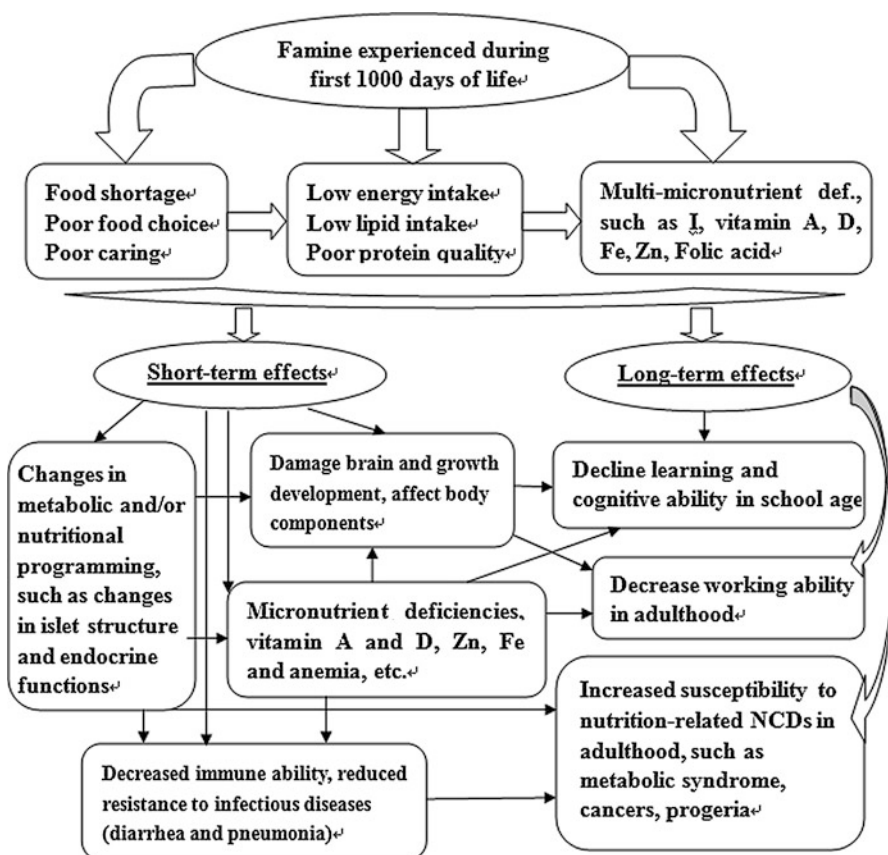 Famine experienced during
first 1000 days of life↵
Food shortage↵
Poor food choice↵
Poor caring↵
Low energy intake↵
Low lipid intake↵
Poor protein quality↵
Multi-micronutrient def.,
such as I, vitamin A, D,
Fe, Zn, Folic acid↵
Short-term effects↵
Long-term effects↵
Changes in
metabolic and/or
nutritional
programming,
such as changes
in islet structure
and endocrine
functions↵
Damage brain and growth
development, affect body
components↵
Decline learning and
cognitive ability in school age↵
Micronutrient deficiencies,
vitamin A and D, Zn, Fe
and anemia, etc.↵
Decrease working ability
in adulthood↵
Decreased immune ability, reduced
resistance to infectious diseases
(diarrhea and pneumonia)↵
Increased susceptibility to
nutrition-related NCDs in
adulthood, such as
metabolic syndrome,
cancers, progeria↵